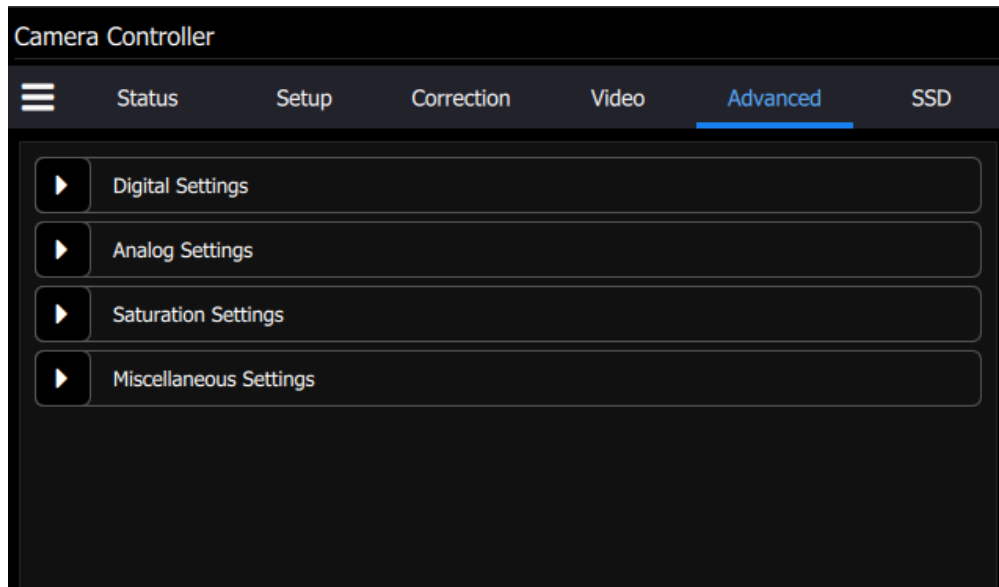 Camera Controller
Status Setup Correction Video Advanced SSD
Digital Settings
Analog Settings
Saturation Settings
Miscellaneous Settings